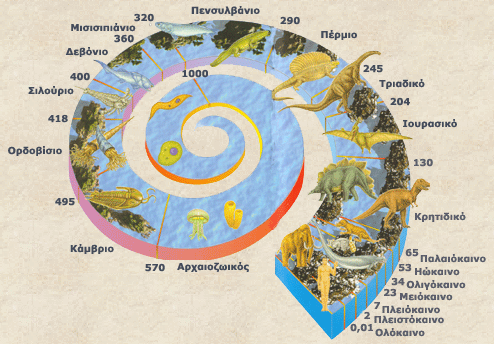 Πενσυλβάνιο
320
290
Μισισιπιάνιο
360
Πέρμιο
Δεβόνιο
245
400
1000
Τριαδικό
Σιλούριο
204
418
Ιουρασικό
Ορδοβίσιο
130
495
Κρητιδικό
Κάμβριο
570
Αρχαιοζωικός
65 Παλαιόκαινο
53 Ηώκαινο
34 Ολιγόκαινο
23 Μειόκαινο
7 Πλειόκαινο
2 Πλειστόκαινο
0,01 Ολόκαινο